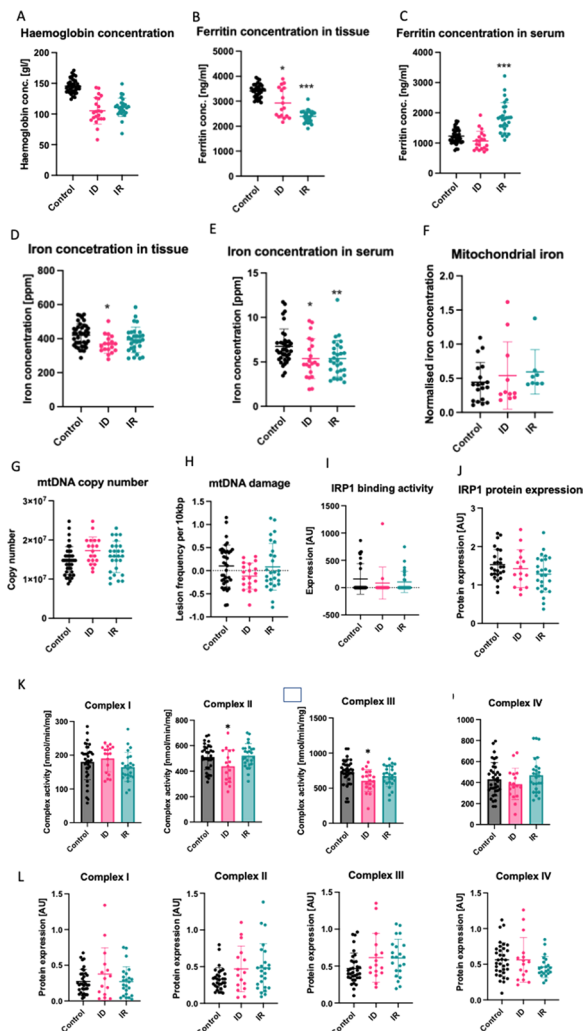 A
Haemoglobin concentration
Haemoglobin conc. [g/l]
200
150
100
50
0
Control
ID
IR
B
Ferritin concentration in tissue
Ferritin conc. [ng/ml]
5000
4000
3000
2000
1000
0
*
***
Control
ID
IR
C
Ferritin concentration in serum
Ferritin conc. [ng/ml]
4000
3000
2000
1000
0
***
Control
ID
IR
D
Iron concetration in tissue
Iron concentration [ppm]
800
600
400
200
0
*
Control
ID
IR
E
Iron concentration in serum
Iron concentration [ppm]
15
10
5
0
*
**
Control
ID
IR
F
Mitochondrial iron
Normalised iron concentration
2.0
1.5
1.0
0.5
0.0
Control
ID
IR
G
mtDNA copy number
Copy number
3×10⁷
2×10⁷
1×10⁷
0
Control
ID
IR
H
mtDNA damage
Lesion frequency per 10kbp
1.5
1.0
0.5
0.0
-0.5
-1.0
Control
ID
IR
I
IRP1 binding activity
Expression [AU]
1500
1000
500
0
-500
Control
ID
IR
J
IRP1 protein expression
Protein expression [AU]
3
2
1
0
Control
ID
IR
K
Complex I
Complex activity [nmol/min/mg]
300
200
100
0
Control
ID
IR
Complex II
Complex activity [nmol/min/mg]
800
600
400
200
0
*
Control
ID
IR
Complex III
Complex activity [nmol/min/mg]
1500
1000
500
0
*
Control
ID
IR
Complex IV
Complex activity [nmol/min/mg]
1000
800
600
400
200
0
Control
ID
IR
L
Complex I
Protein expression [AU]
1.5
1.0
0.5
0.0
Control
ID
IR
Complex II
Protein expression [AU]
1.5
1.0
0.5
0.0
Control
ID
IR
Complex III
Protein expression [AU]
1.5
1.0
0.5
0.0
Control
ID
IR
Complex IV
Protein expression [AU]
1.5
1.0
0.5
0.0
Control
ID
IR